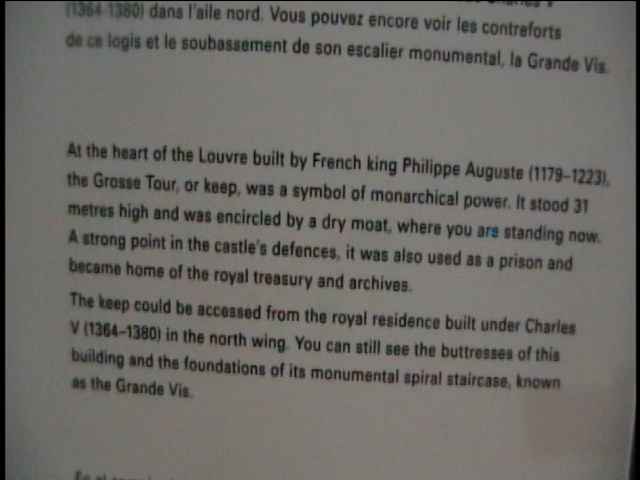 (1364-1380) dans l'aile nord. Vous pouvez encore voir les contreforts
de ce logis et le soubassement de son escalier monumental, la Grande Vis.
At the heart of the Louvre built by French king Philippe Auguste (1179–1223),
the Grosse Tour, or keep, was a symbol of monarchical power. It stood 31
metres high and was encircled by a dry moat, where you are standing now.
A strong point in the castle's defences, it was also used as a prison and
became home of the royal treasury and archives.
The keep could be accessed from the royal residence built under Charles
V (1364–1380) in the north wing. You can still see the buttresses of this
building and the foundations of its monumental spiral staircase, known
as the Grande Vis.